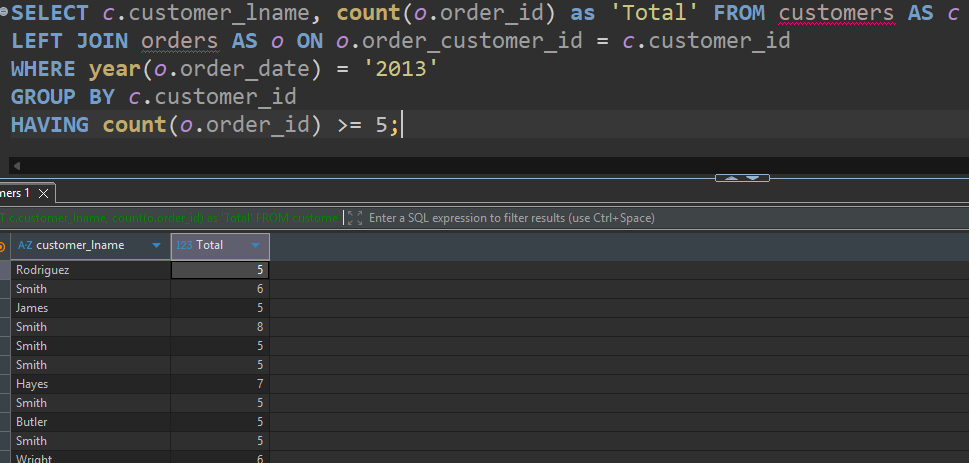 SELECT c.customer_lname, count(o.order_id) as 'Total' FROM customers AS c
LEFT JOIN orders AS o ON o.order_customer_id = c.customer_id
WHERE year(o.order_date) = '2013'
GROUP BY c.customer_id
HAVING count(o.order_id) >= 5;
mers 1
c.customer_lname, count(o.order_id) as 'Total' FROM custome Enter a SQL expression to filter results (use Ctrl+Space)
A-Z customer_lname 123 Total
Rodriguez 5
Smith 6
James 5
Smith 8
Smith 5
Smith 5
Hayes 7
Smith 5
Butler 5
Smith 5
Wright 6